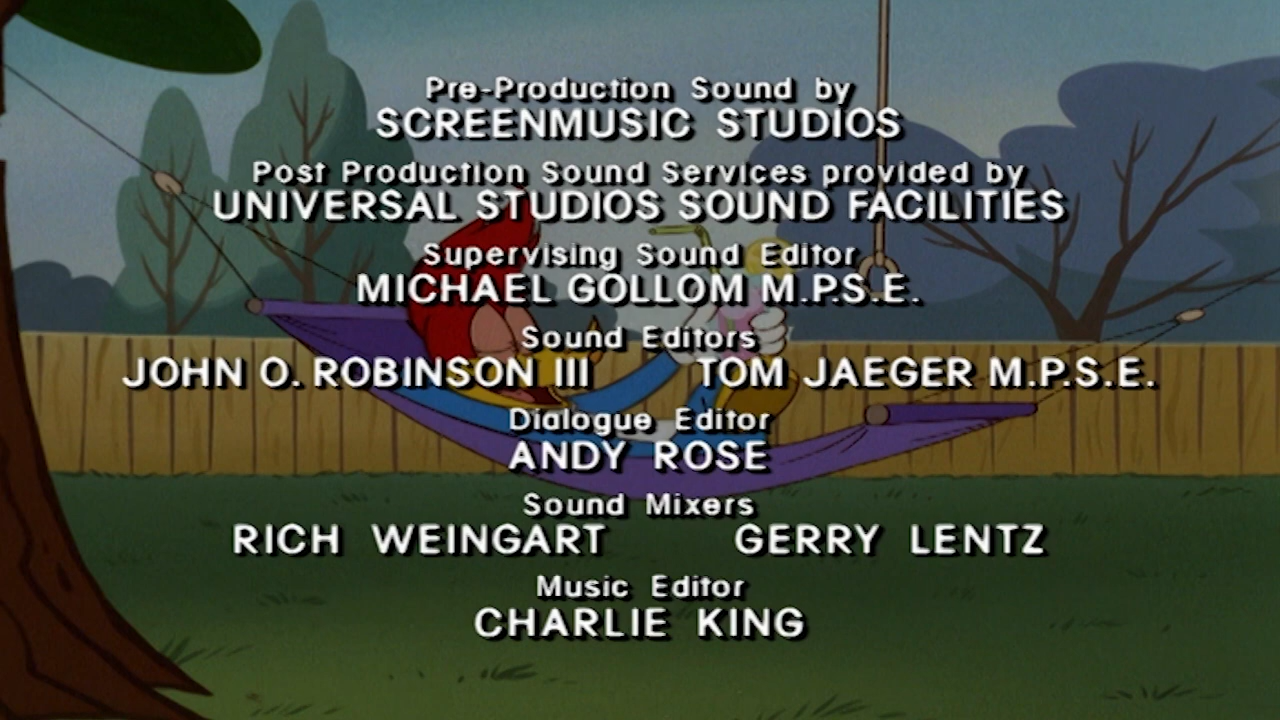 Pre-Production Sound by
SCREENMUSIC STUDIOS
Post Production Sound Services provided by
UNIVERSAL STUDIOS SOUND FACILITIES
Supervising Sound Editor
MICHAEL GOLLOM M.P.S.E.
Sound Editors
JOHN O. ROBINSON III TOM JAEGER M.P.S.E.
Dialogue Editor
ANDY ROSE
Sound Mixers
RICH WEINGART GERRY LENTZ
Music Editor
CHARLIE KING